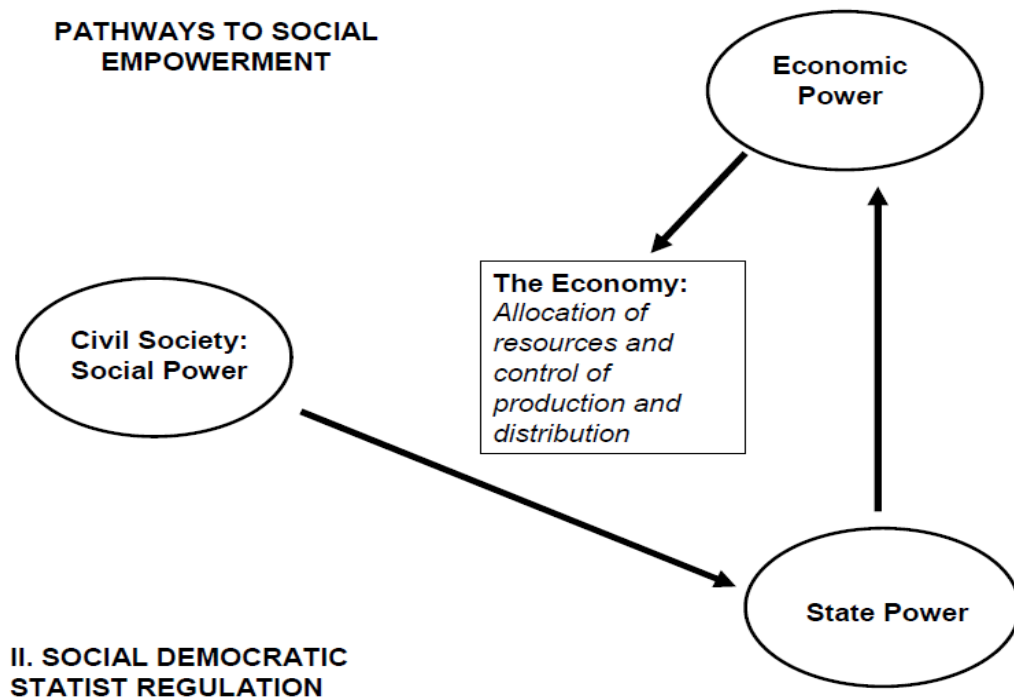 PATHWAYS TO SOCIAL
EMPOWERMENT
Economic
Power
The Economy:
Allocation of
resources and
control of
production and
distribution
Civil Society:
Social Power
State Power
II. SOCIAL DEMOCRATIC
STATIST REGULATION